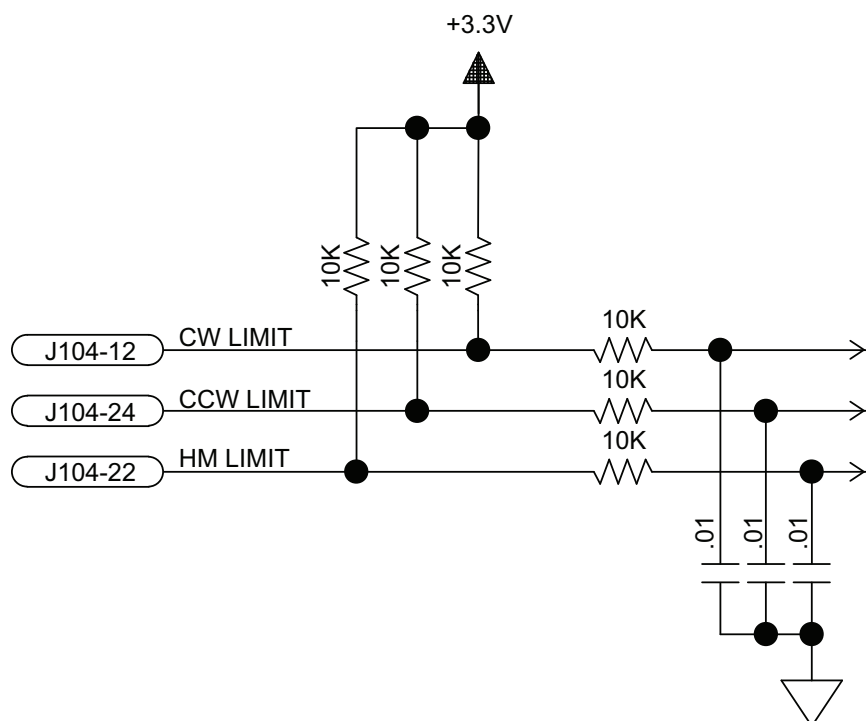 +3.3V
10K
10K
10K
J104-12
CW LIMIT
10K
J104-24
CCW LIMIT
10K
J104-22
HM LIMIT
10K
.01
.01
.01